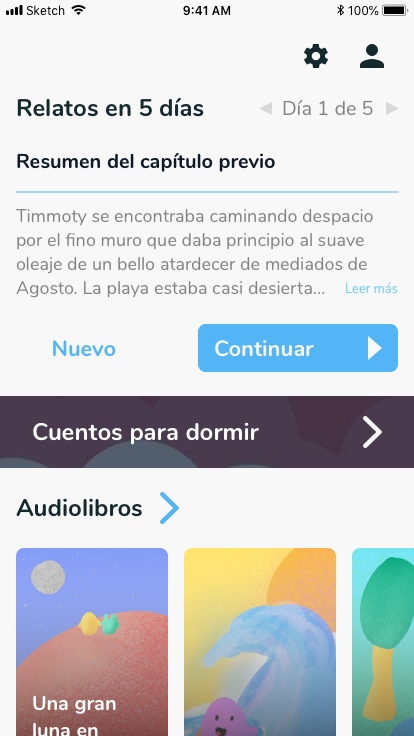 Sketch 9:41 AM 100%
Relatos en 5 días Día 1 de 5
Resumen del capítulo previo
Timmoty se encontraba caminando despacio
por el fino muro que daba principio al suave
oleaje de un bello atardecer de mediados de
Agosto. La playa estaba casi desierta... Leer más
Nuevo Continuar
Cuentos para dormir
Audiolibros
Una gran
luna en